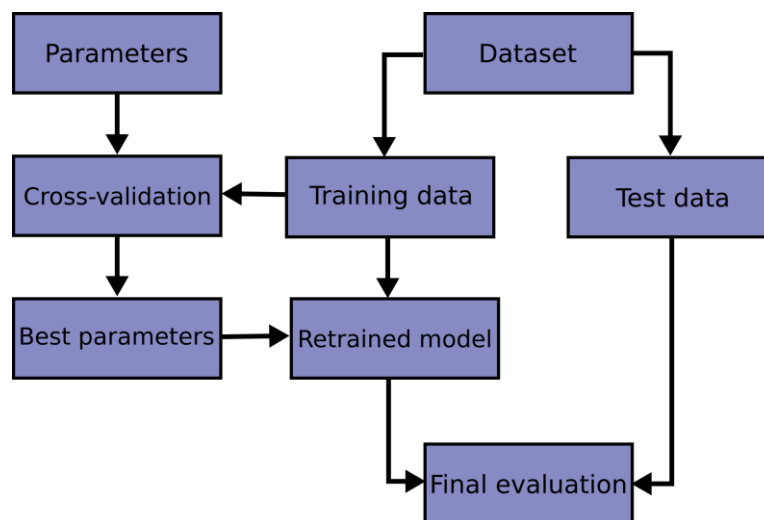 Parameters
Dataset
Cross-validation
Training data
Test data
Best parameters
Retrained model
Final evaluation